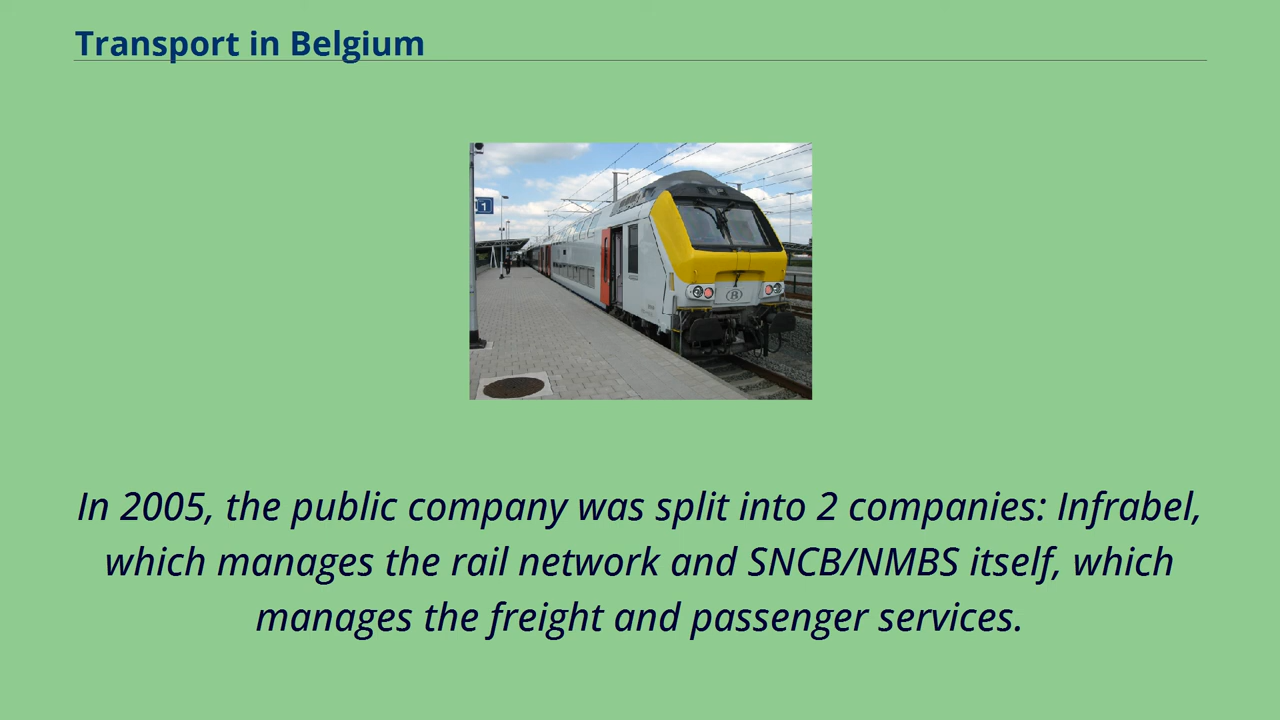 Transport in Belgium
1
B
In 2005, the public company was split into 2 companies: Infrabel,
which manages the rail network and SNCB/NMBS itself, which
manages the freight and passenger services.